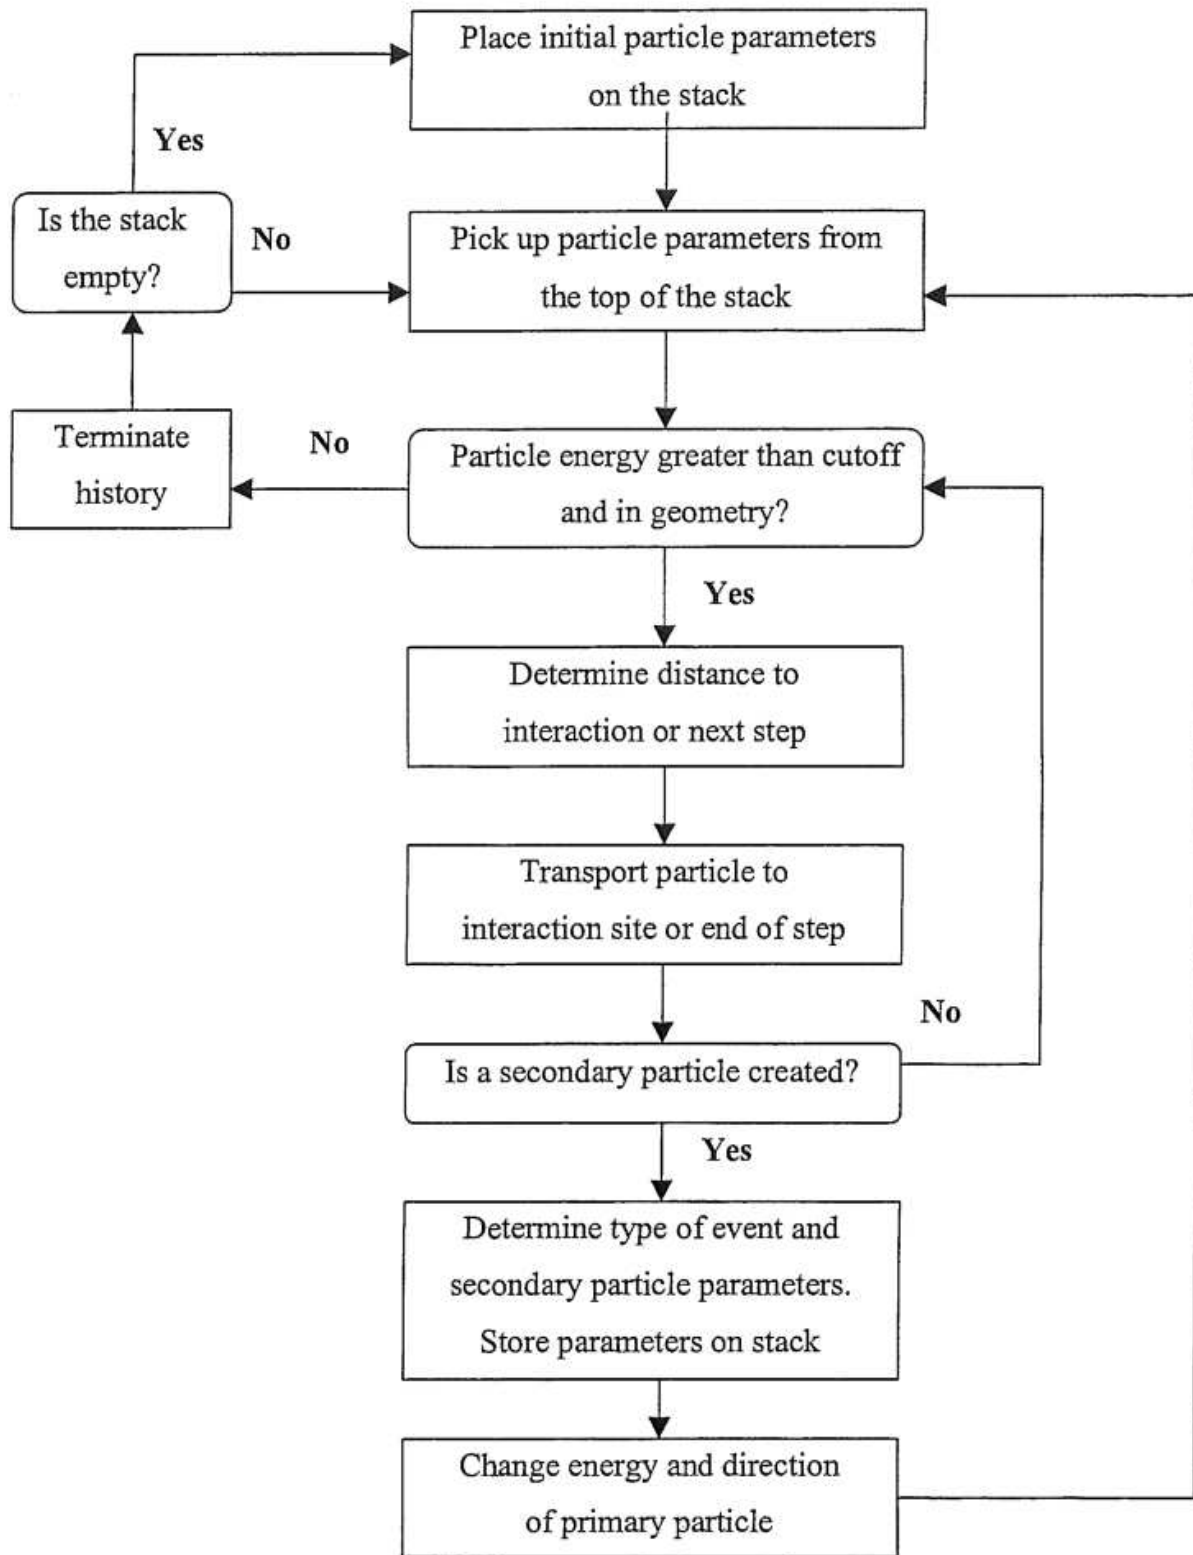 Place initial particle parameters
on the stack
Yes
Is the stack
empty?
No
Pick up particle parameters from
the top of the stack
Terminate
history
No
Particle energy greater than cutoff
and in geometry?
Yes
Determine distance to
interaction or next step
Transport particle to
interaction site or end of step
No
Is a secondary particle created?
Yes
Determine type of event and
secondary particle parameters.
Store parameters on stack
Change energy and direction
of primary particle